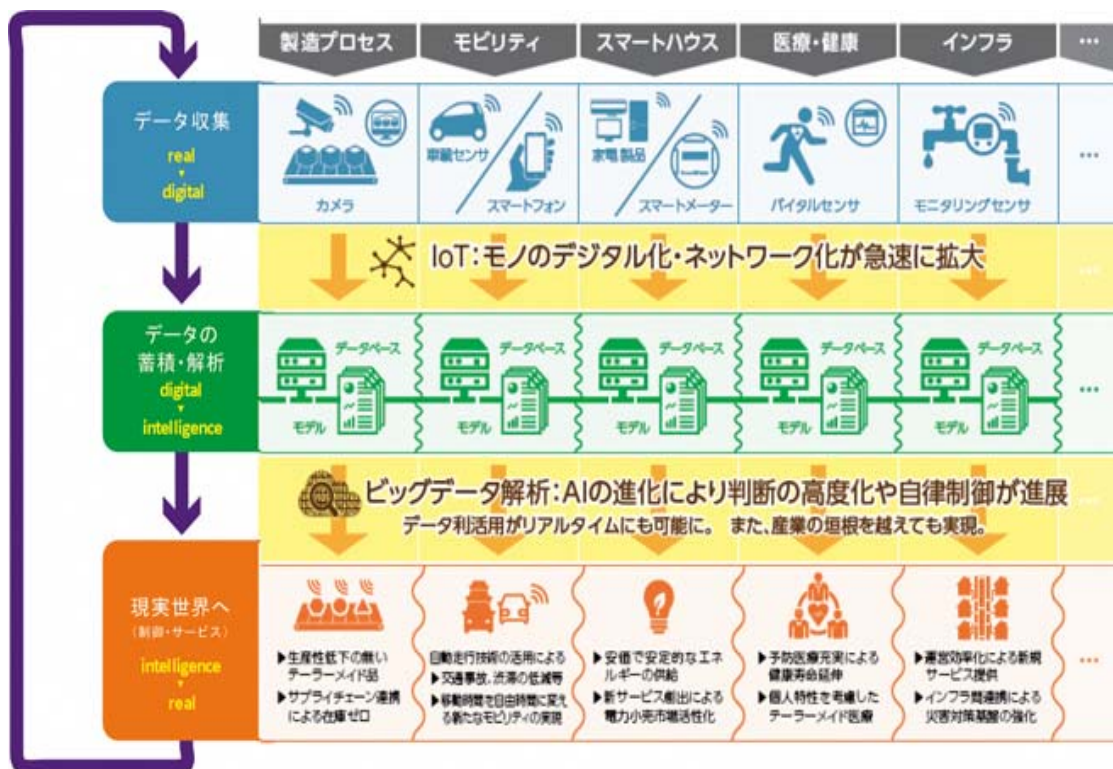 製造プロセス
モビリティ
スマートハウス
医療・健康
インフラ
…
データ収集
real
digital
カメラ
車載センサ
スマートフォン
家電製品
スマートメーター
バイタルセンサ
モニタリングセンサ
…
IoT：モノのデジタル化・ネットワーク化が急速に拡大
…
データの
蓄積・解析
digital
intelligence
データベース
モデル
データベース
モデル
データベース
モデル
データベース
モデル
データベース
モデル
…
ビッグデータ解析：AIの進化により判断の高度化や自律制御が進展
データ利活用がリアルタイムにも可能に。 また、産業の垣根を越えても実現。
…
現実世界へ
（制御・サービス）
intelligence
real
▶生産性低下の無い
テーラーメイド品
▶サプライチェーン連携
による在庫ゼロ
自動走行技術の活用による
▶交通事故、渋滞の低減等
▶移動時間を自由時間に変え
る新たなモビリティの実現
▶安価で安定的なエネ
ルギーの供給
▶新サービス創出による
電力小売市場活性化
▶予防医療充実による
健康寿命延伸
▶個人特性を考慮した
テーラーメイド医療
▶運営効率化による新規
サービス提供
▶インフラ間連携による
災害対策基盤の強化
…